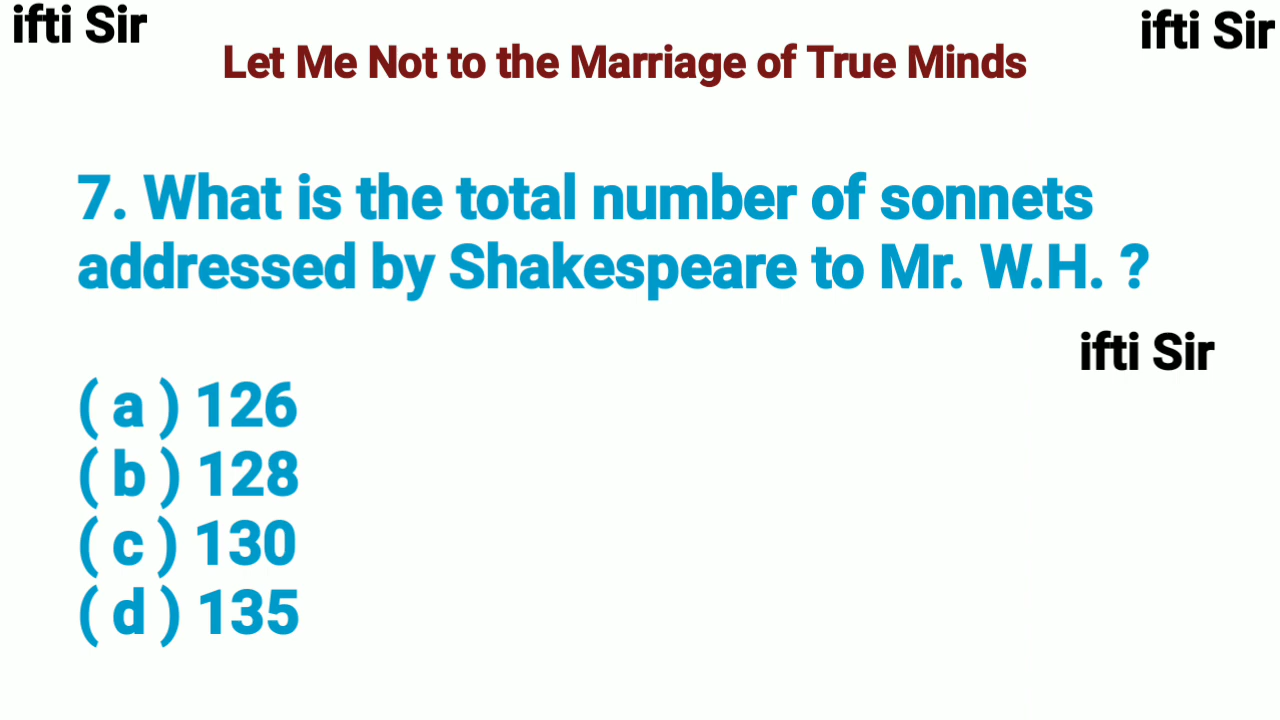 ifti Sir
ifti Sir
Let Me Not to the Marriage of True Minds
7. What is the total number of sonnets
addressed by Shakespeare to Mr. W.H. ?
ifti Sir
( a ) 126
( b ) 128
( c ) 130
( d ) 135